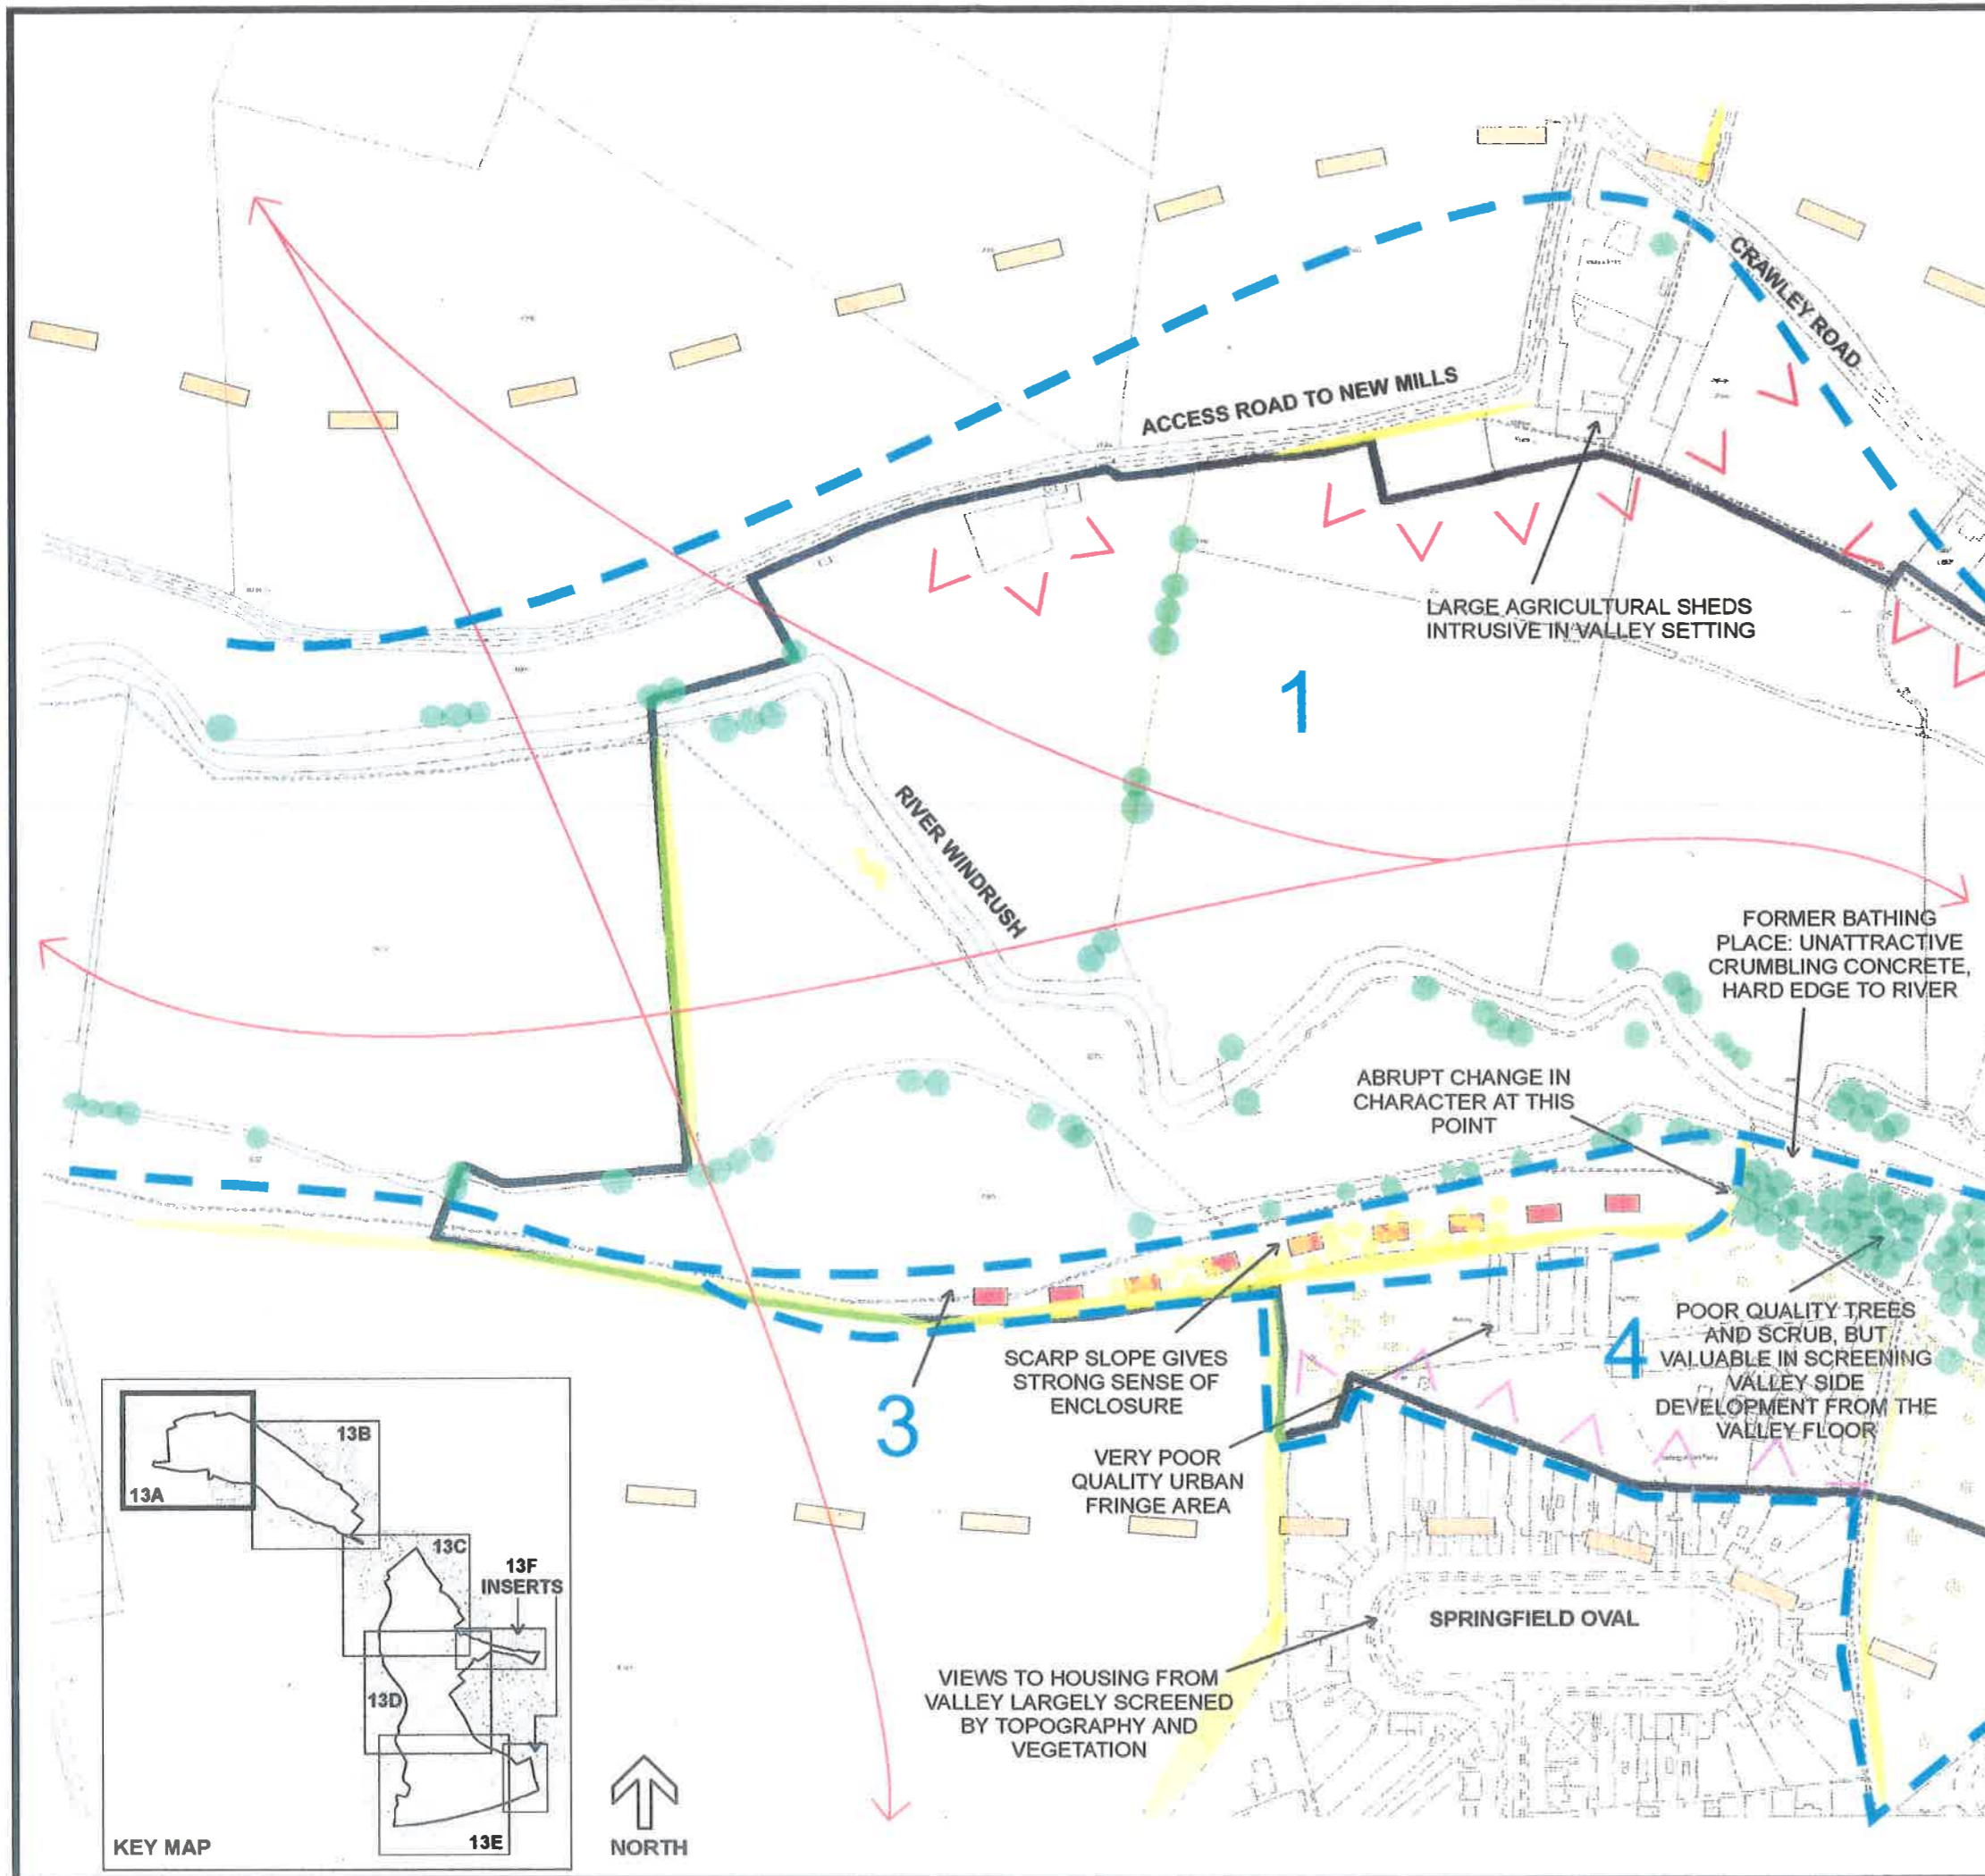 CRAWLEY ROAD
ACCESS ROAD TO NEW MILLS
LARGE AGRICULTURAL SHEDS
INTRUSIVE IN VALLEY SETTING
1
RIVER WINDRUSH
FORMER BATHING
PLACE: UNATTRACTIVE
CRUMBLING CONCRETE,
HARD EDGE TO RIVER
ABRUPT CHANGE IN
CHARACTER AT THIS
POINT
POOR QUALITY TREES
AND SCRUB, BUT
VALUABLE IN SCREENING
VALLEY SIDE
DEVELOPMENT FROM THE
VALLEY FLOOR
4
SCARP SLOPE GIVES
STRONG SENSE OF
ENCLOSURE
3
VERY POOR
QUALITY URBAN
FRINGE AREA
SPRINGFIELD OVAL
VIEWS TO HOUSING FROM
VALLEY LARGELY SCREENED
BY TOPOGRAPHY AND
VEGETATION
13A
13B
13C
13F
INSERTS
13D
13E
KEY MAP
NORTH